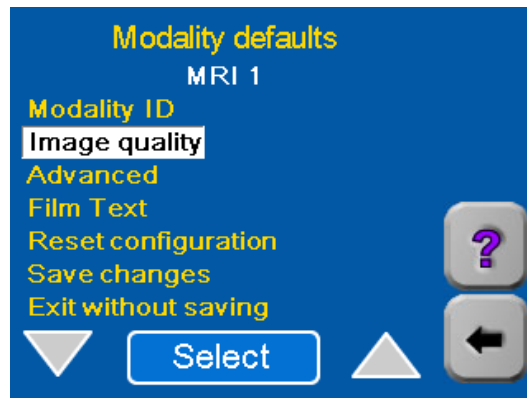 Modality defaults
MRI 1
Modality ID
Image quality
Advanced
Film Text
Reset configuration
Save changes
Exit without saving
?
Select